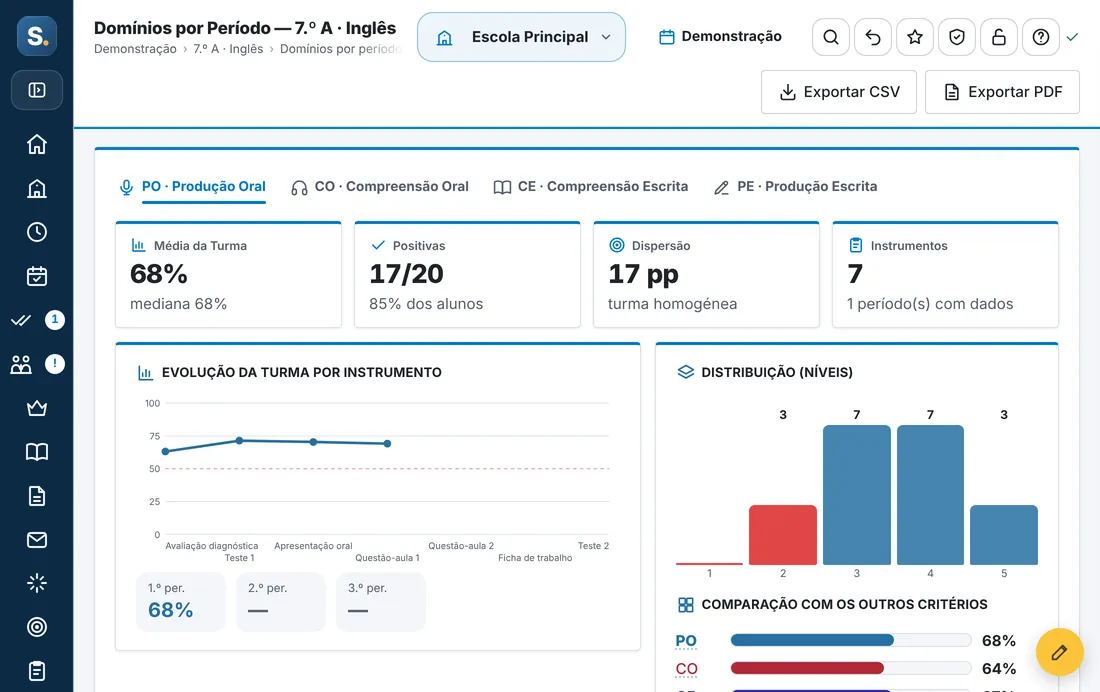 S.
Domínios por Período — 7.º A · Inglês
Demonstração › 7.º A · Inglês › Domínios por período
Escola Principal
Demonstração
Exportar CSV
Exportar PDF
1
!
PO · Produção Oral
CO · Compreensão Oral
CE · Compreensão Escrita
PE · Produção Escrita
Média da Turma
68%
mediana 68%
Positivas
17/20
85% dos alunos
Dispersão
17 pp
turma homogénea
Instrumentos
7
1 período(s) com dados
EVOLUÇÃO DA TURMA POR INSTRUMENTO
100
75
50
25
0
Avaliação diagnóstica
Teste 1
Apresentação oral
Questão-aula 1
Questão-aula 2
Ficha de trabalho
Teste 2
1.º per.
68%
2.º per.
—
3.º per.
—
DISTRIBUIÇÃO (NÍVEIS)
3
7
7
3
1
2
3
4
5
COMPARAÇÃO COM OS OUTROS CRITÉRIOS
PO
68%
CO
64%